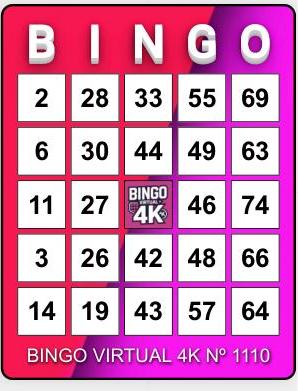 B I N G O
2 28 33 55 69
6 30 44 49 63
11 27 BINGO VIRTUAL 4K 46 74
3 26 42 48 66
14 19 43 57 64
BINGO VIRTUAL 4K Nº 1110